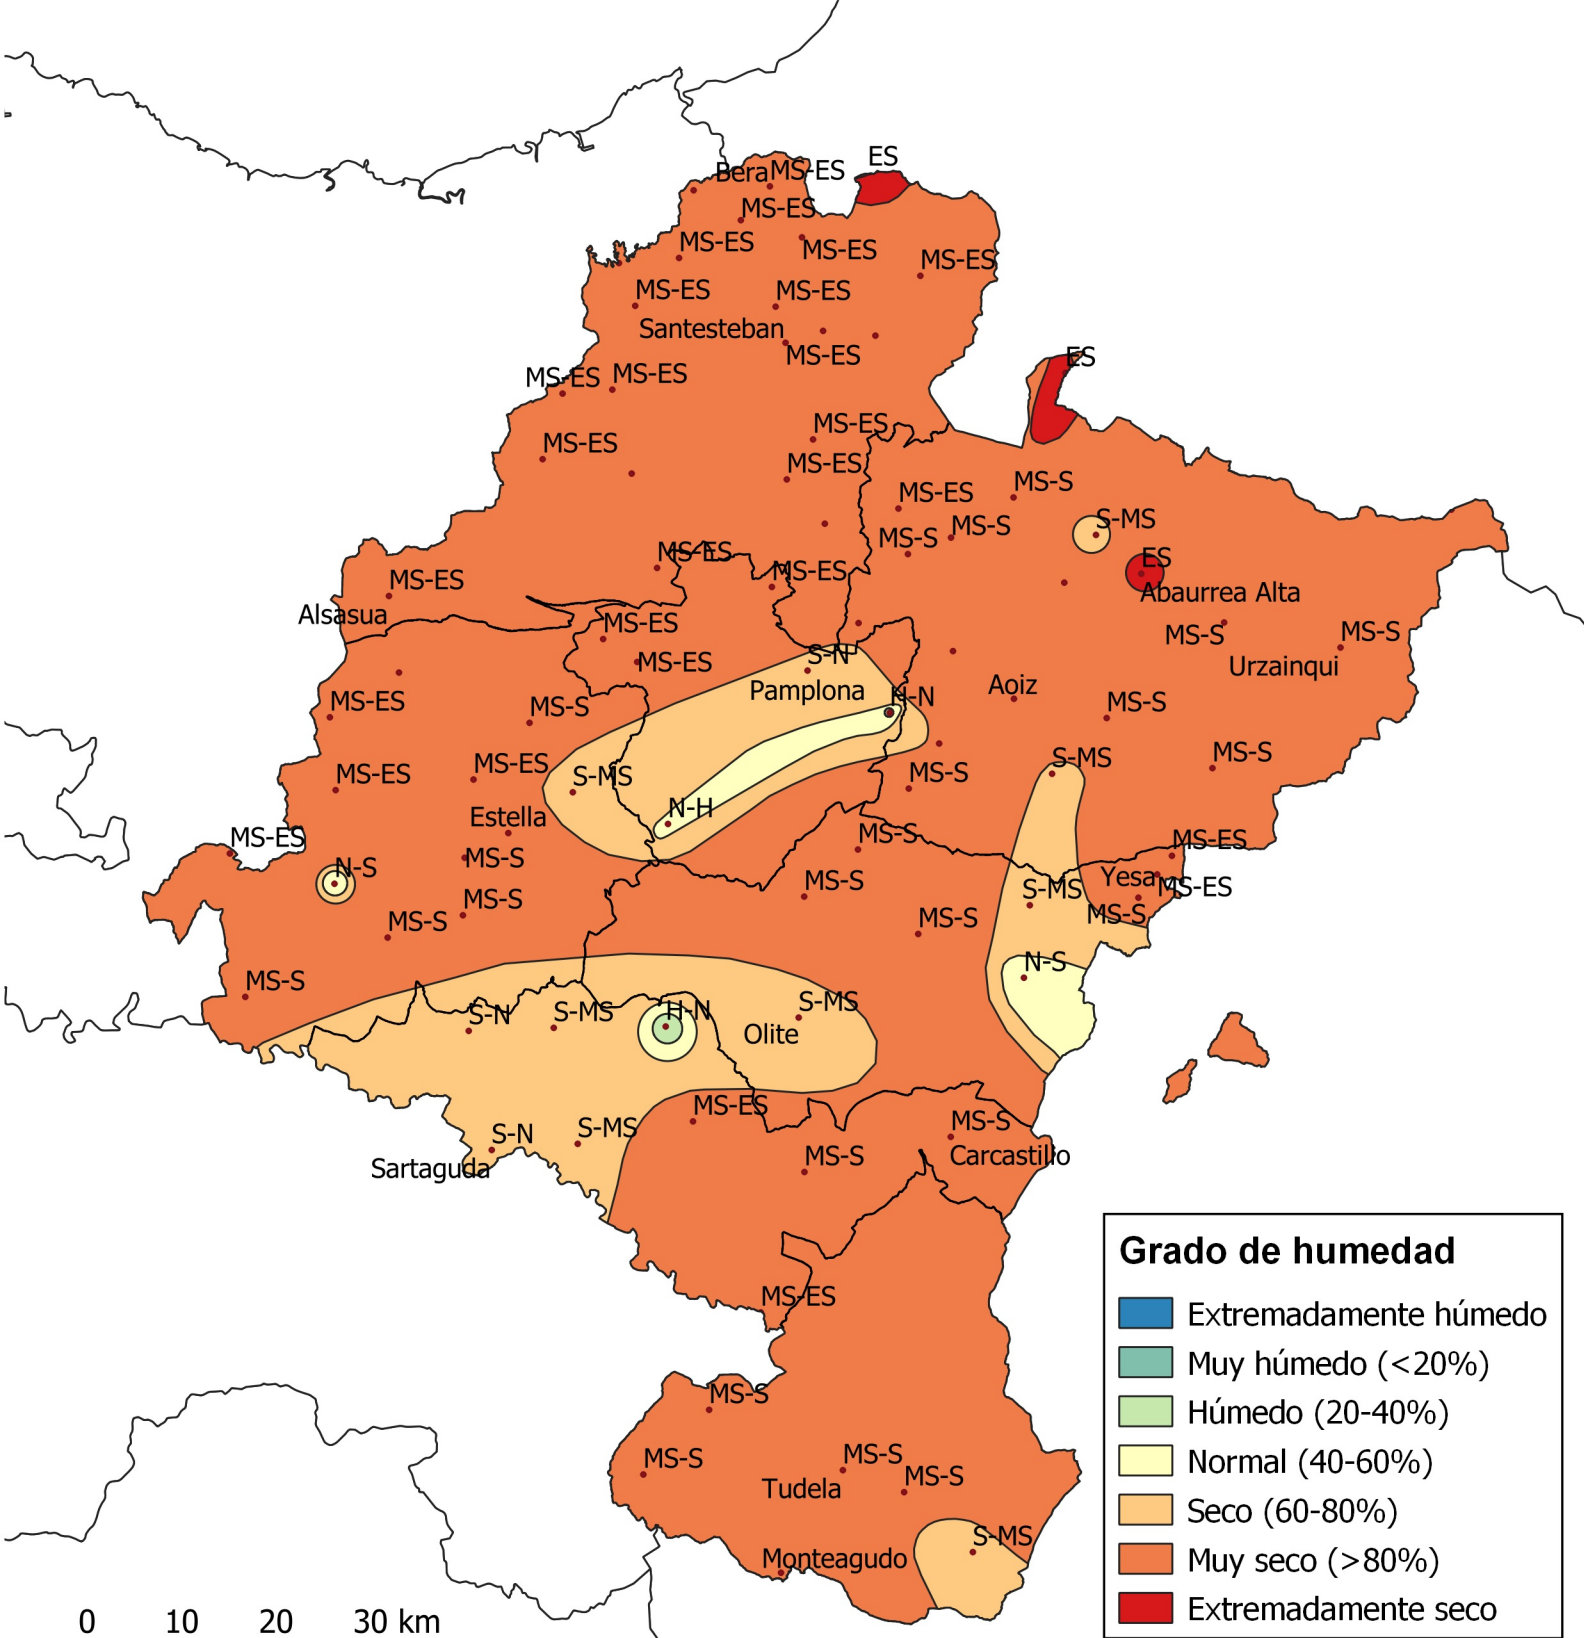 ES
BeraMS-ES
MS-ES
MS-ES
MS-ES
MS-ES
MS-ES
MS-ES
Santesteban
MS-ES
ES
MS-ES
MS-ES
MS-ES
MS-ES
MS-ES
MS-ES
MS-S
S-MS
MS-S
MS-S
MS-ES
ES
MS-ES
MS-ES
Abaurrea Alta
Alsasua
MS-ES
MS-S
MS-S
S-N
MS-ES
Urzainqui
Pamplona
H-N
Aoiz
MS-ES
MS-S
MS-S
MS-S
S-MS
MS-ES
MS-ES
S-MS
MS-S
N-H
Estella
MS-S
MS-ES
MS-ES
MS-S
N-S
MS-S
Yesa
MS-ES
S-MS
MS-S
MS-S
MS-S
MS-S
N-S
MS-S
S-N
S-MS
H-N
S-MS
Olite
MS-ES
MS-S
S-N
S-MS
Sartaguda
MS-S
Carcastillo
MS-ES
MS-S
MS-S
MS-S
MS-S
Tudela
S-MS
Monteagudo
0 10 20 30 km
Grado de humedad
Extremadamente húmedo
Muy húmedo (<20%)
Húmedo (20-40%)
Normal (40-60%)
Seco (60-80%)
Muy seco (>80%)
Extremadamente seco